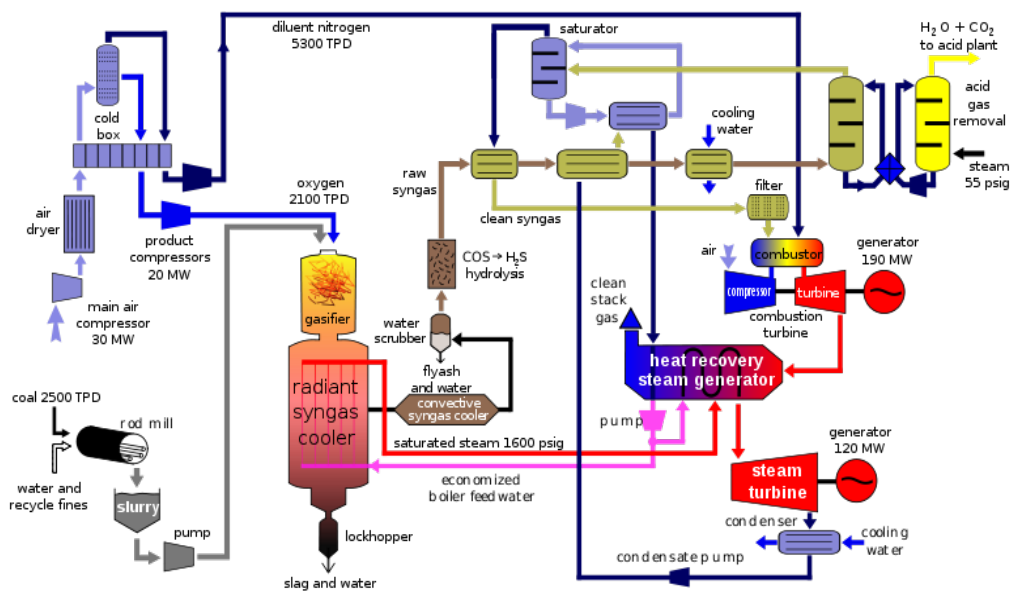 diluent nitrogen
5300 TPD
saturator
H₂O + CO₂
to acid plant
cold
box
cooling
water
acid
gas
removal
steam
55 psig
raw
syngas
oxygen
2100 TPD
filter
clean syngas
air
dryer
product
compressors
20 MW
COS→H₂S
hydrolysis
air
combustor
generator
190 MW
compressor
turbine
combustion
turbine
main air
compressor
30 MW
gasifier
clean
stack
gas
water
scrubber
flyash
and water
heat recovery
steam generator
radiant
syngas
cooler
convective
syngas cooler
coal 2500 TPD
rod mill
pump
saturated steam 1600 psig
generator
120 MW
steam
turbine
water and
recycle fines
economized
boiler feed water
slurry
pump
lockhopper
condenser
cooling
water
condensate pump
slag and water